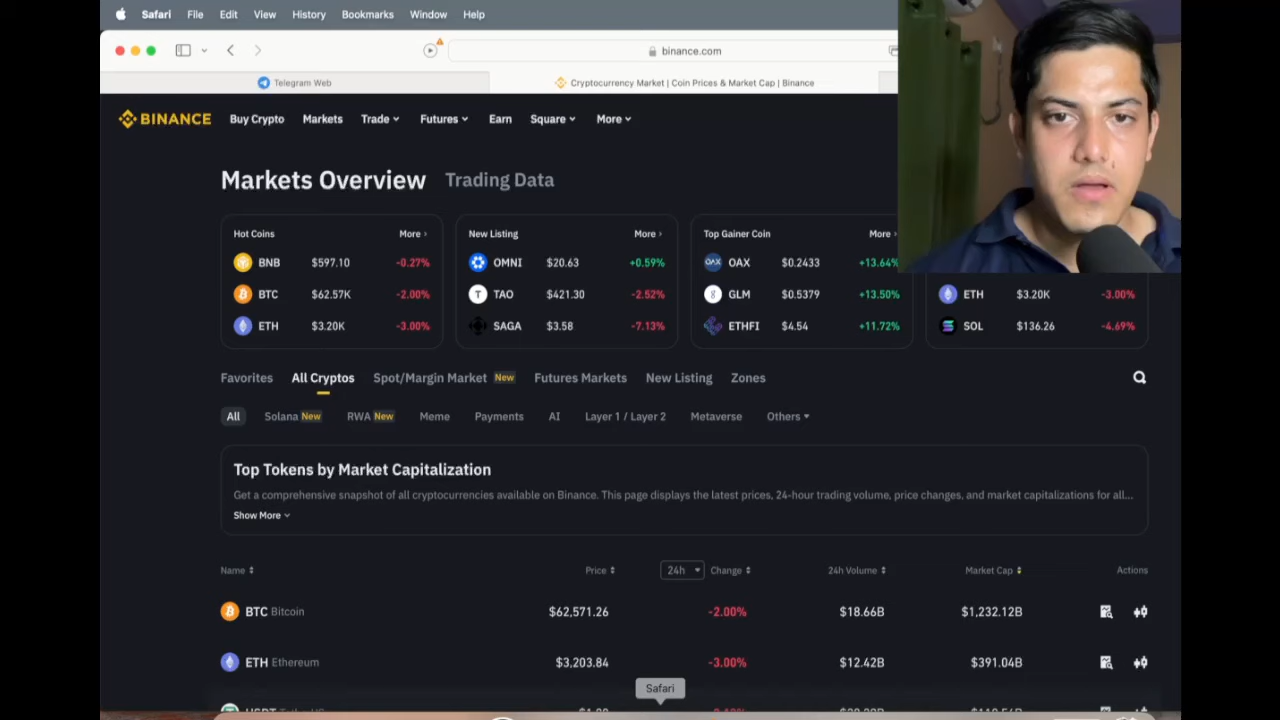 Safari File Edit View History Bookmarks Window Help
binance.com
Telegram Web
Cryptocurrency Market | Coin Prices & Market Cap | Binance
BINANCE Buy Crypto Markets Trade Futures Earn Square More
Markets Overview Trading Data
Hot Coins More
BNB $597.10 -0.27%
BTC $62.57K -2.00%
ETH $3.20K -3.00%
New Listing More
OMNI $20.63 +0.59%
TAO $421.30 -2.52%
SAGA $3.58 -7.13%
Top Gainer Coin More
OAX $0.2433 +13.64%
GLM $0.5379 +13.50%
ETHFI $4.54 +11.72%
ETH $3.20K -3.00%
SOL $136.26 -4.69%
Favorites All Cryptos Spot/Margin Market New Futures Markets New Listing Zones
All Solana New RWA New Meme Payments AI Layer 1 / Layer 2 Metaverse Others
Top Tokens by Market Capitalization
Get a comprehensive snapshot of all cryptocurrencies available on Binance. This page displays the latest prices, 24-hour trading volume, price changes, and market capitalizations for all...
Show More
Name Price 24h Change 24h Volume Market Cap Actions
BTC Bitcoin $62,571.26 -2.00% $18.66B $1,232.12B
ETH Ethereum $3,203.84 -3.00% $12.42B $391.04B
Safari